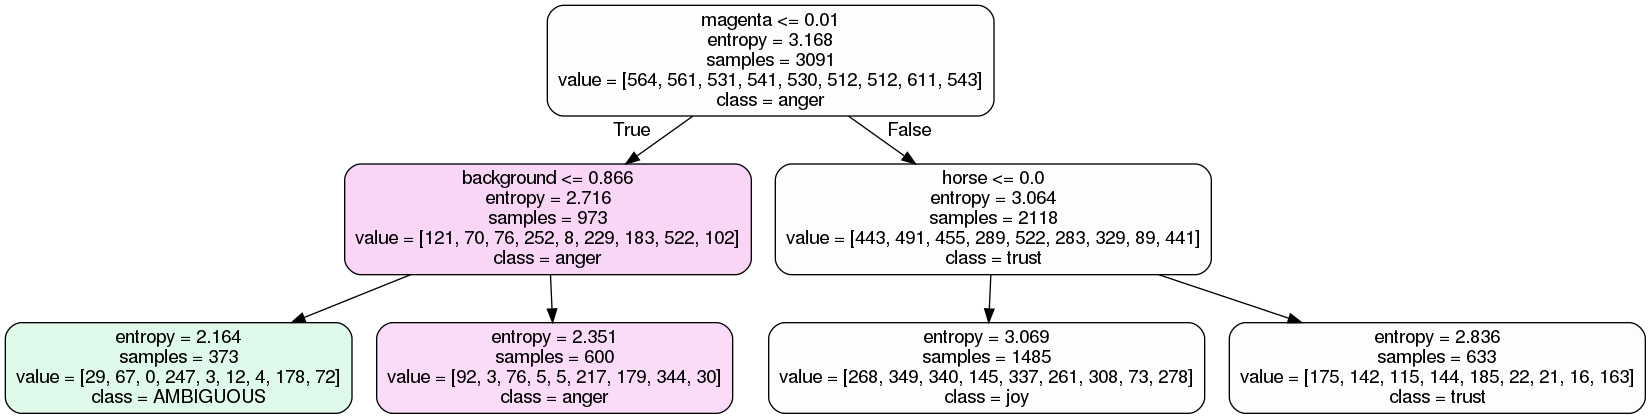 magenta <= 0.01
entropy = 3.168
samples = 3091
value = [564, 561, 531, 541, 530, 512, 512, 611, 543]
class = anger
True
False
background <= 0.866
entropy = 2.716
samples = 973
value = [121, 70, 76, 252, 8, 229, 183, 522, 102]
class = anger
horse <= 0.0
entropy = 3.064
samples = 2118
value = [443, 491, 455, 289, 522, 283, 329, 89, 441]
class = trust
entropy = 2.164
samples = 373
value = [29, 67, 0, 247, 3, 12, 4, 178, 72]
class = AMBIGUOUS
entropy = 2.351
samples = 600
value = [92, 3, 76, 5, 5, 217, 179, 344, 30]
class = anger
entropy = 3.069
samples = 1485
value = [268, 349, 340, 145, 337, 261, 308, 73, 278]
class = joy
entropy = 2.836
samples = 633
value = [175, 142, 115, 144, 185, 22, 21, 16, 163]
class = trust